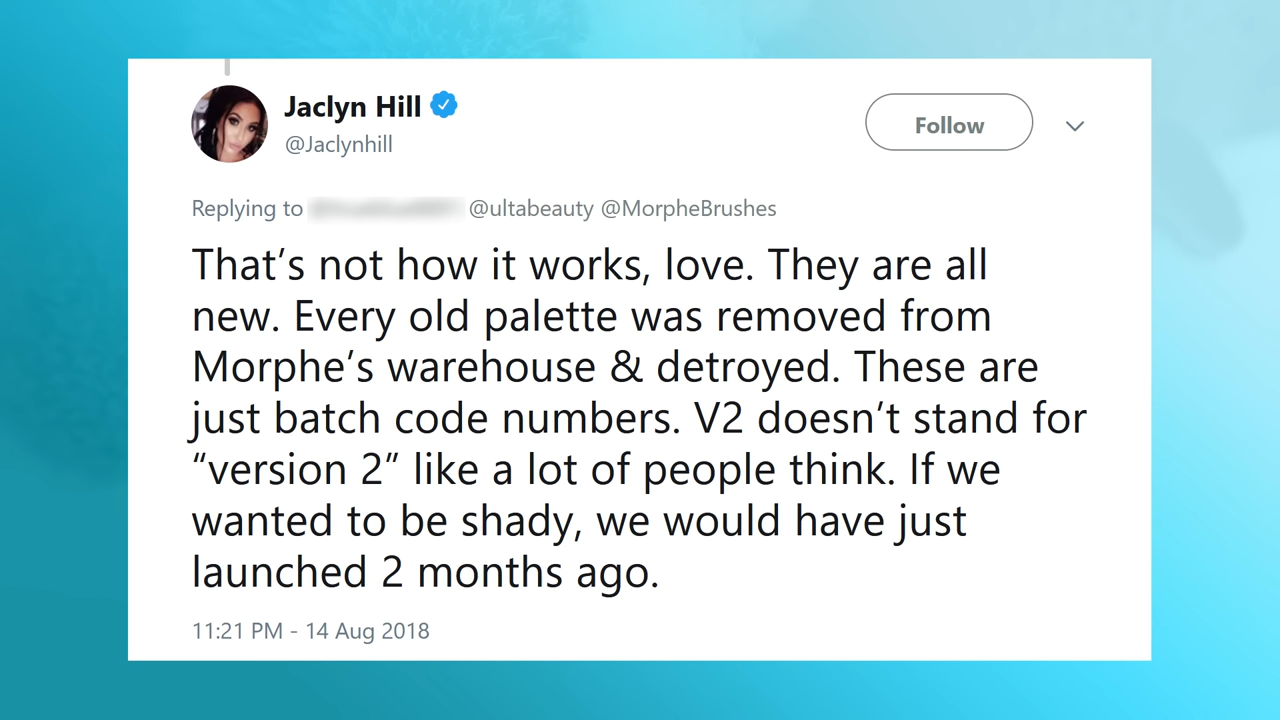 Jaclyn Hill
@Jaclynhill
Follow
Replying to @ultabeauty @MorpheBrushes
That’s not how it works, love. They are all
new. Every old palette was removed from
Morphe’s warehouse & detroyed. These are
just batch code numbers. V2 doesn’t stand for
“version 2” like a lot of people think. If we
wanted to be shady, we would have just
launched 2 months ago.
11:21 PM - 14 Aug 2018